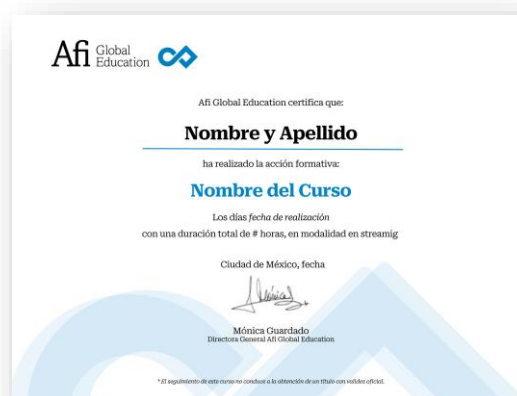 Afi Global
Education
Afi Global Education certifica que:
Nombre y Apellido
ha realizado la acción formativa:
Nombre del Curso
Los días fecha de realización
con una duración total de # horas, en modalidad en streamig
Ciudad de México, fecha
Mónica
Mónica Guardado
Directora General Afi Global Education
* El seguimiento de este curso no conduce a la obtención de un título con validez oficial.